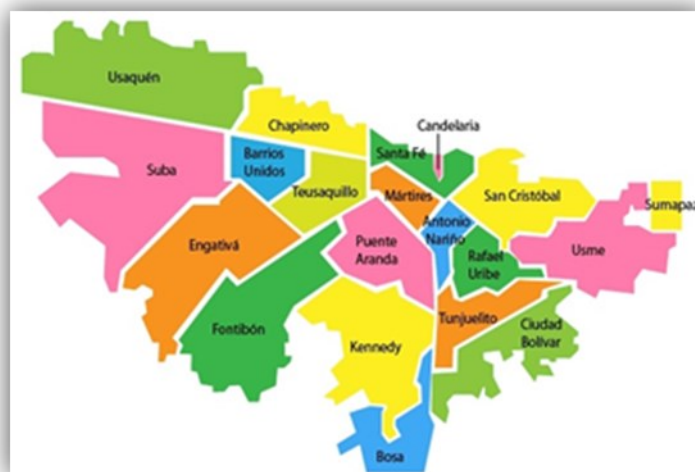 Usaquén
Chapinero
Candelaria
Santa Fé
Barrios
Unidos
Suba
Teusaquillo
Mártires
San Cristóbal
Sumapaz
Antonio
Nariño
Engativá
Puente
Aranda
Rafael
Uribe
Usme
Fontibón
Tunjuelito
Ciudad
Bolívar
Kennedy
Bosa